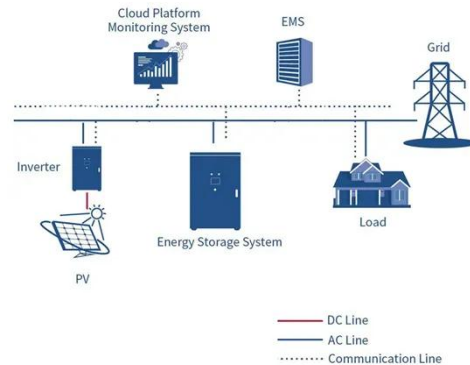 Cloud Platform
Monitoring System
EMS
Grid
Inverter
Energy Storage System
Load
PV
DC Line
AC Line
Communication Line